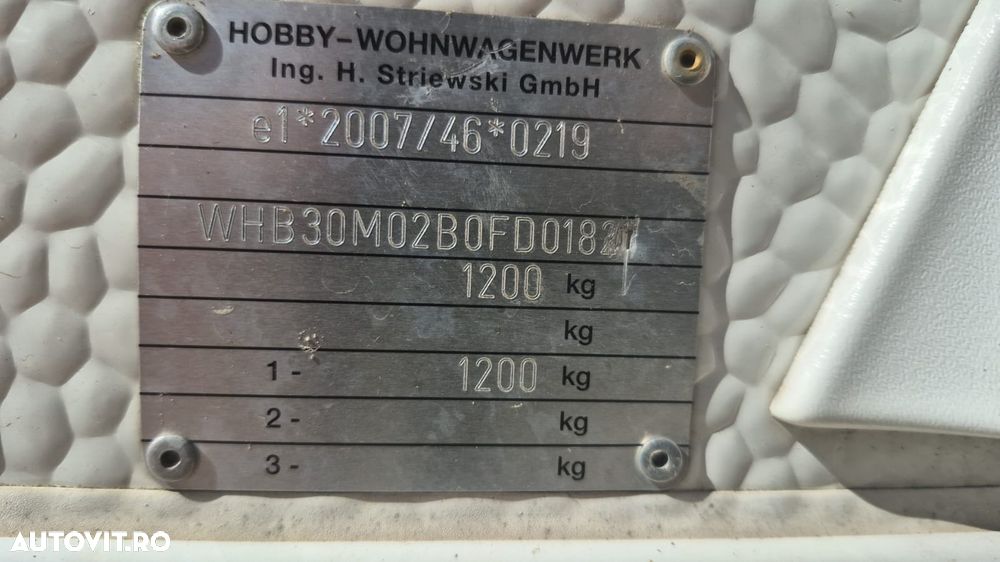 HOBBY-WOHNWAGENWERK
Ing. H. Striewski GmbH
e1*2007/46*0219
1200 kg
kg
1 - 1200 kg
2 - kg
3 - kg
AUTOVIT.RO